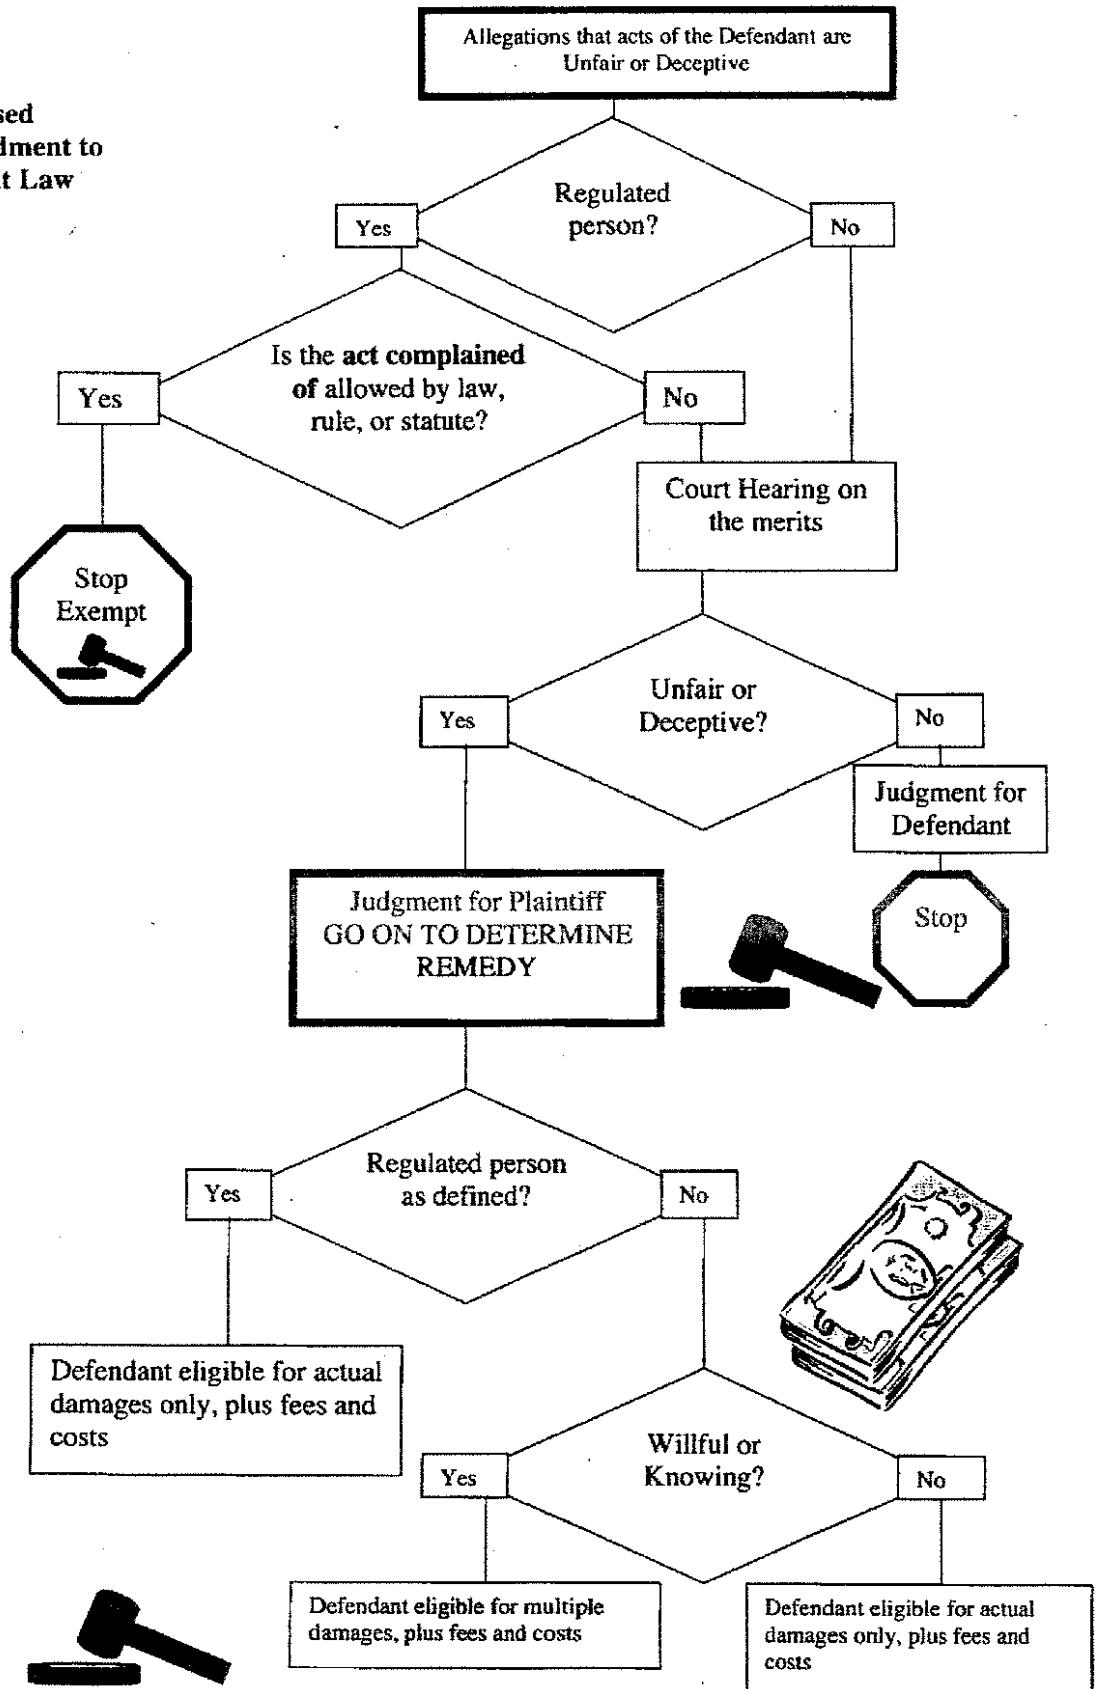 Allegations that acts of the Defendant are
Unfair or Deceptive
sed
dment to
t Law
Regulated
person?
Yes
No
Is the act complained
of allowed by law,
rule, or statute?
Yes
No
Court Hearing on
the merits
Stop
Exempt
Unfair or
Deceptive?
Yes
No
Judgment for
Defendant
Stop
Judgment for Plaintiff
GO ON TO DETERMINE
REMEDY
Regulated person
as defined?
Yes
No
Defendant eligible for actual
damages only, plus fees and
costs
Willful or
Knowing?
Yes
No
Defendant eligible for multiple
damages, plus fees and costs
Defendant eligible for actual
damages only, plus fees and
costs